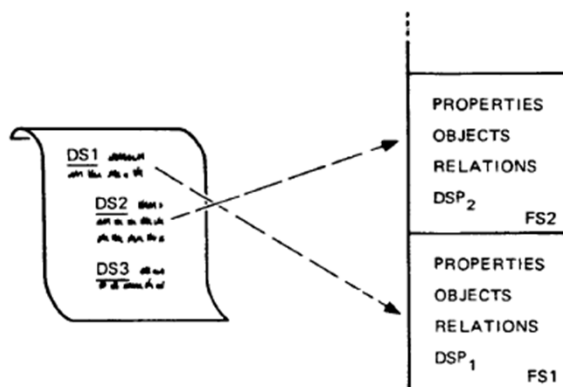 DS1
DS2
DS3
PROPERTIES
OBJECTS
RELATIONS
DSP₂
FS2
PROPERTIES
OBJECTS
RELATIONS
DSP₁
FS1